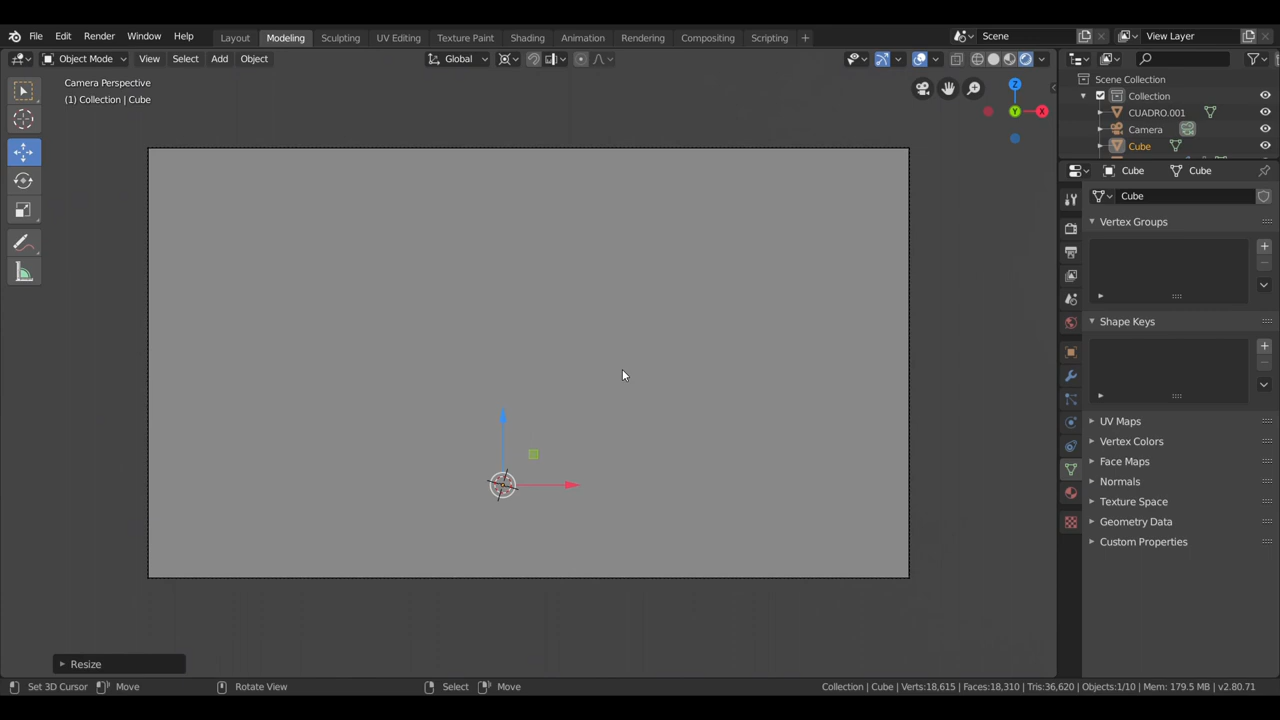 File Edit Render Window Help Layout Modeling Sculpting UV Editing Texture Paint Shading Animation Rendering Compositing Scripting + Scene View Layer
Object Mode View Select Add Object Global
Camera Perspective
(1) Collection | Cube
Z
Y
X
Scene Collection
Collection
CUADRO.001
Camera
Cube
Cube Cube
Cube
Vertex Groups
Shape Keys
UV Maps
Vertex Colors
Face Maps
Normals
Texture Space
Geometry Data
Custom Properties
Resize
Set 3D Cursor Move Rotate View Select Move Collection | Cube | Verts:18,615 | Faces:18,310 | Tris:36,620 | Objects:1/10 | Mem: 179.5 MB | v2.80.71